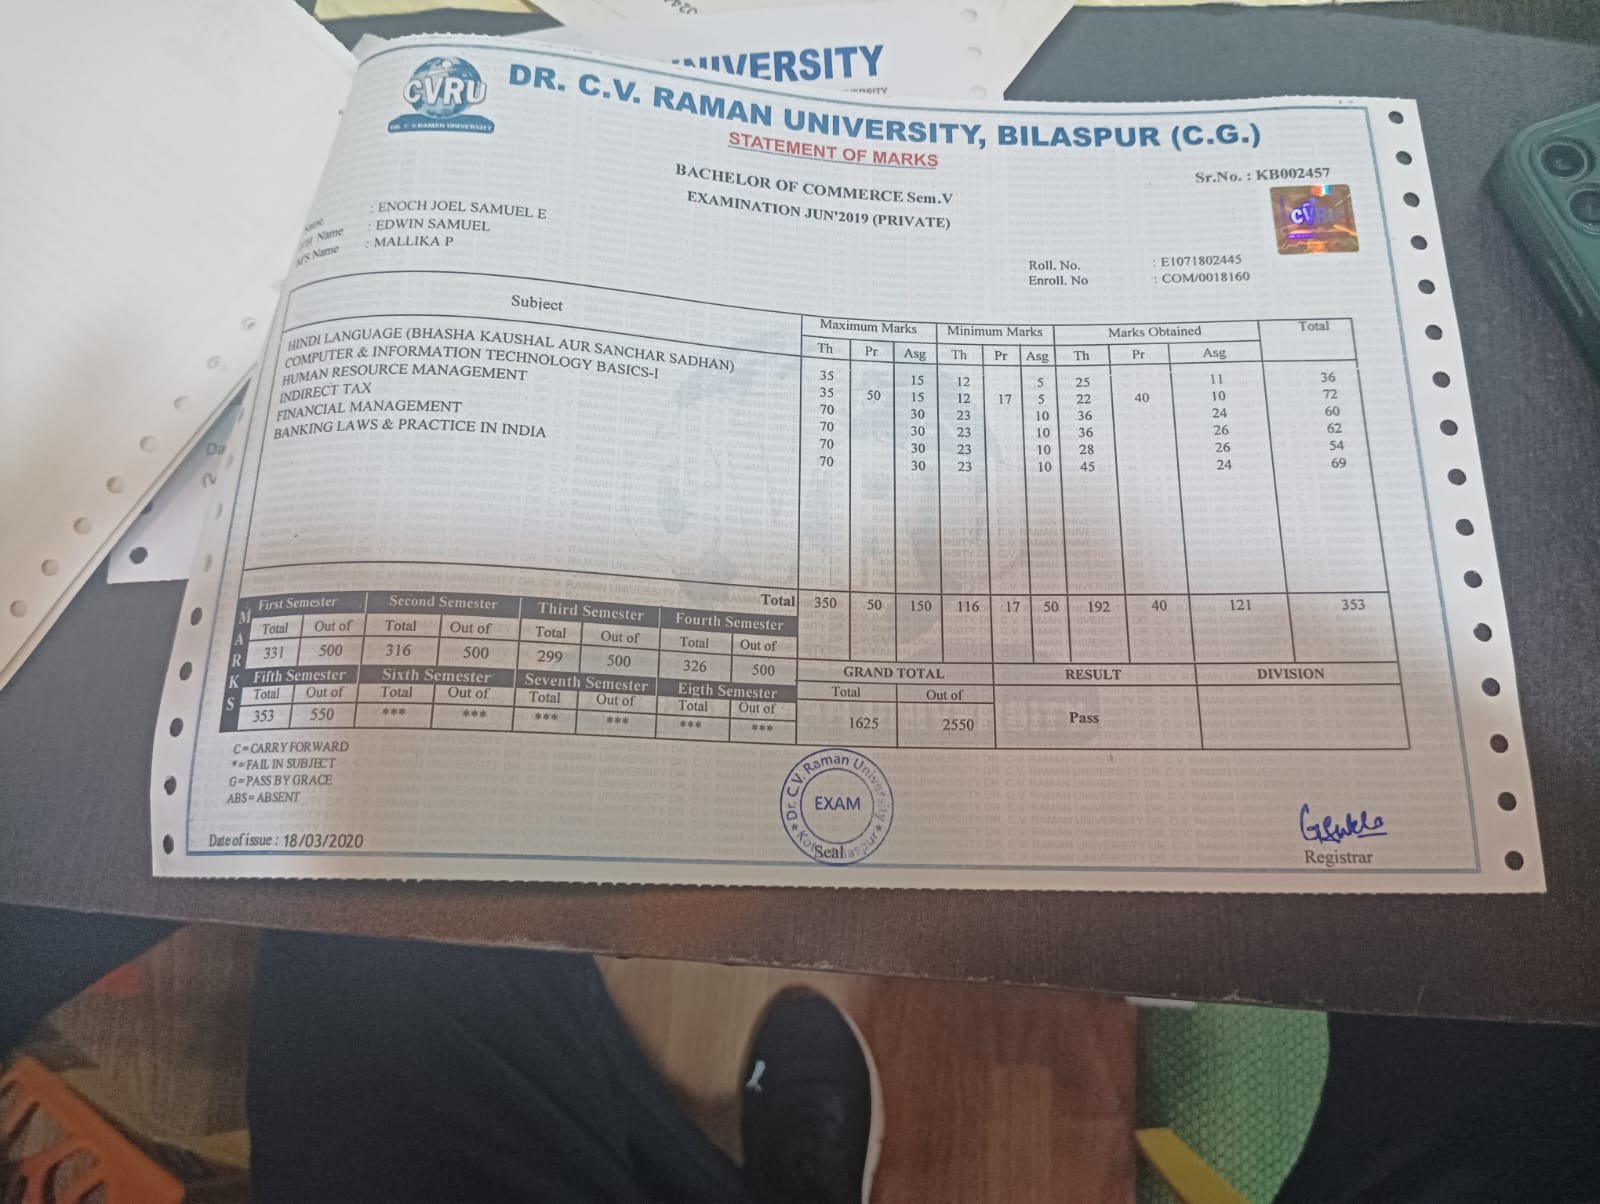 UNIVERSITY
CVRU
DR. C.V. RAMAN UNIVERSITY
DR. C.V. RAMAN UNIVERSITY, BILASPUR (C.G.)
STATEMENT OF MARKS
BACHELOR OF COMMERCE Sem.V
EXAMINATION JUN'2019 (PRIVATE)
Sr.No. : KB002457
CVRU
: ENOCH JOEL SAMUEL E
Name : EDWIN SAMUEL
M'S Name : MALLIKA P
Roll. No. : E1071802445
Enroll. No : COM/0018160
Subject Maximum Marks Minimum Marks Marks Obtained Total
Th Pr Asg Th Pr Asg Th Pr Asg
HINDI LANGUAGE (BHASHA KAUSHAL AUR SANCHAR SADHAN) 35 15 12 5 25 11 36
COMPUTER & INFORMATION TECHNOLOGY BASICS-I 35 50 15 12 17 5 22 40 10 72
HUMAN RESOURCE MANAGEMENT 70 30 23 10 36 24 60
INDIRECT TAX 70 30 23 10 36 26 62
FINANCIAL MANAGEMENT 70 30 23 10 28 26 54
BANKING LAWS & PRACTICE IN INDIA 70 30 23 10 45 24 69
Total 350 50 150 116 17 50 192 40 121 353
MARKS
First Semester Second Semester Third Semester Fourth Semester
Total Out of Total Out of Total Out of Total Out of
331 500 316 500 299 500 326 500
Fifth Semester Sixth Semester Seventh Semester Eigth Semester
Total Out of Total Out of Total Out of Total Out of
353 550 *** *** *** *** *** ***
GRAND TOTAL RESULT DIVISION
Total Out of
1625 2550 Pass
C=CARRY FORWARD
*=FAIL IN SUBJECT
G=PASS BY GRACE
ABS=ABSENT
Date of issue : 18/03/2020
Dr. C.V. Raman University
EXAM
Seal
Registrar